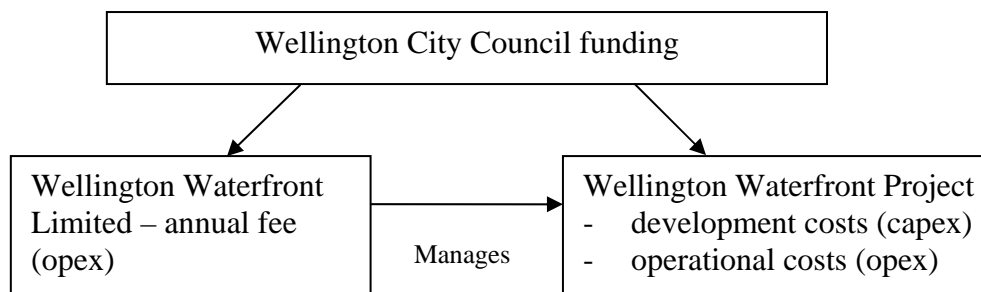 Wellington City Council funding
Wellington Waterfront
Limited – annual fee
(opex)
Manages
Wellington Waterfront Project
- development costs (capex)
- operational costs (opex)